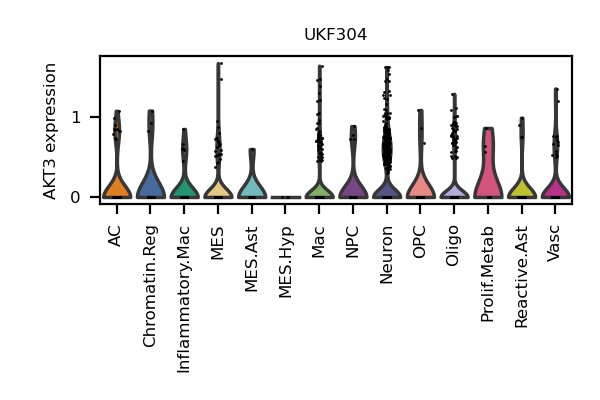 UKF304
AKT3 expression
1
0
AC
Chromatin.Reg
Inflammatory.Mac
MES
MES.Ast
MES.Hyp
Mac
NPC
Neuron
OPC
Oligo
Prolif.Metab
Reactive.Ast
Vasc